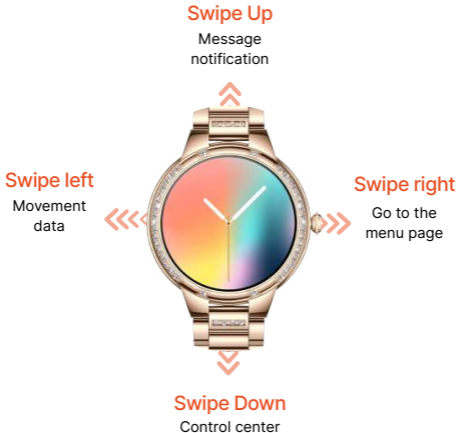 Swipe Up
Message
notification
Swipe left
Movement
data
Swipe right
Go to the
menu page
Swipe Down
Control center